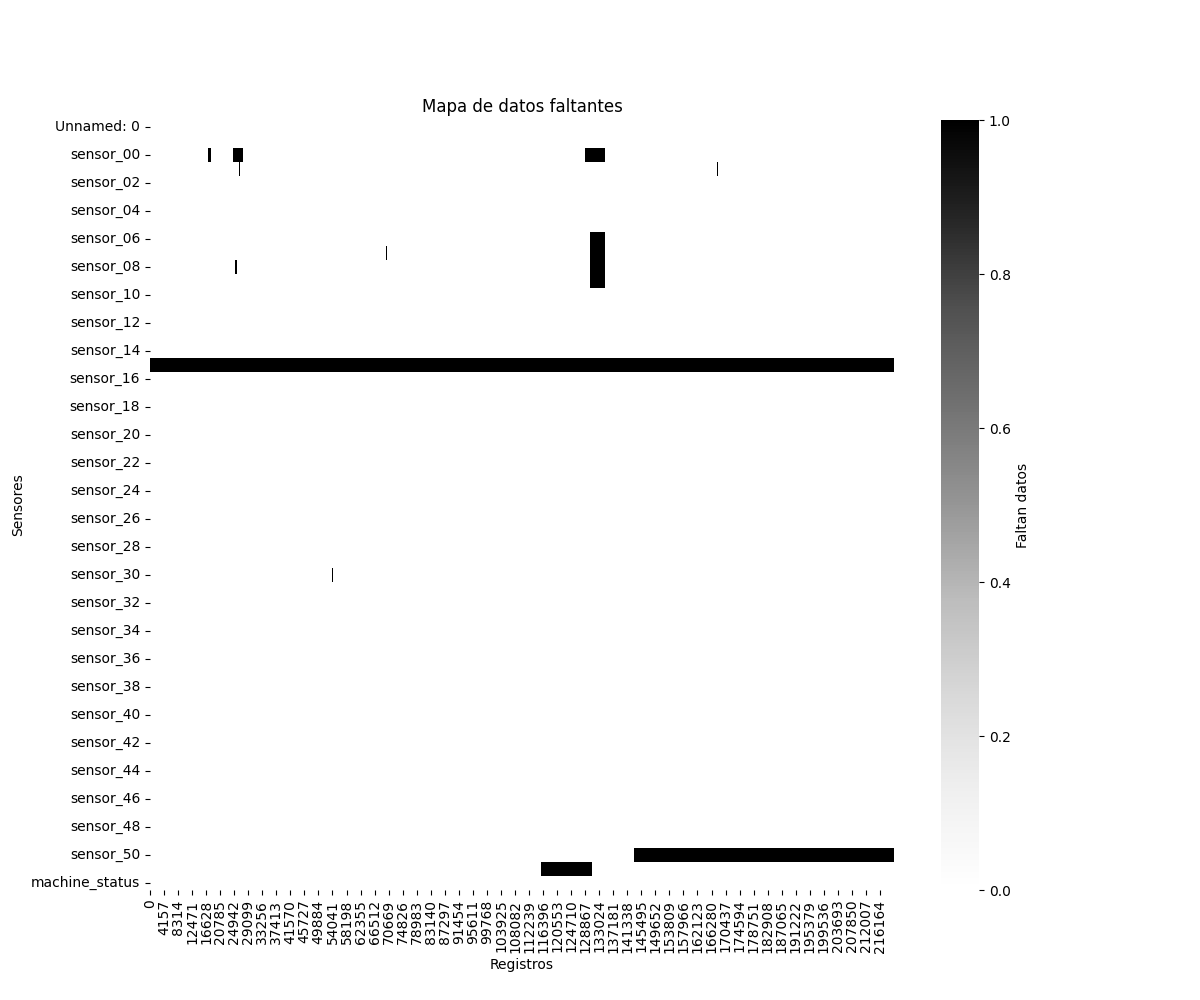 Mapa de datos faltantes
Unnamed: 0
sensor_00
sensor_02
sensor_04
sensor_06
sensor_08
sensor_10
sensor_12
sensor_14
sensor_16
sensor_18
sensor_20
sensor_22
sensor_24
sensor_26
sensor_28
sensor_30
sensor_32
sensor_34
sensor_36
sensor_38
sensor_40
sensor_42
sensor_44
sensor_46
sensor_48
sensor_50
machine_status
Sensores
0
4157
8314
12471
16628
20785
24942
29099
33256
37413
41570
45727
49884
54041
58198
62355
66512
70669
74826
78983
83140
87297
91454
95611
99768
103925
108082
112239
116396
120553
124710
128867
133024
137181
141338
145495
149652
153809
157966
162123
166280
170437
174594
178751
182908
187065
191222
195379
199536
203693
207850
212007
216164
Registros
1.0
0.8
0.6
0.4
0.2
0.0
Faltan datos